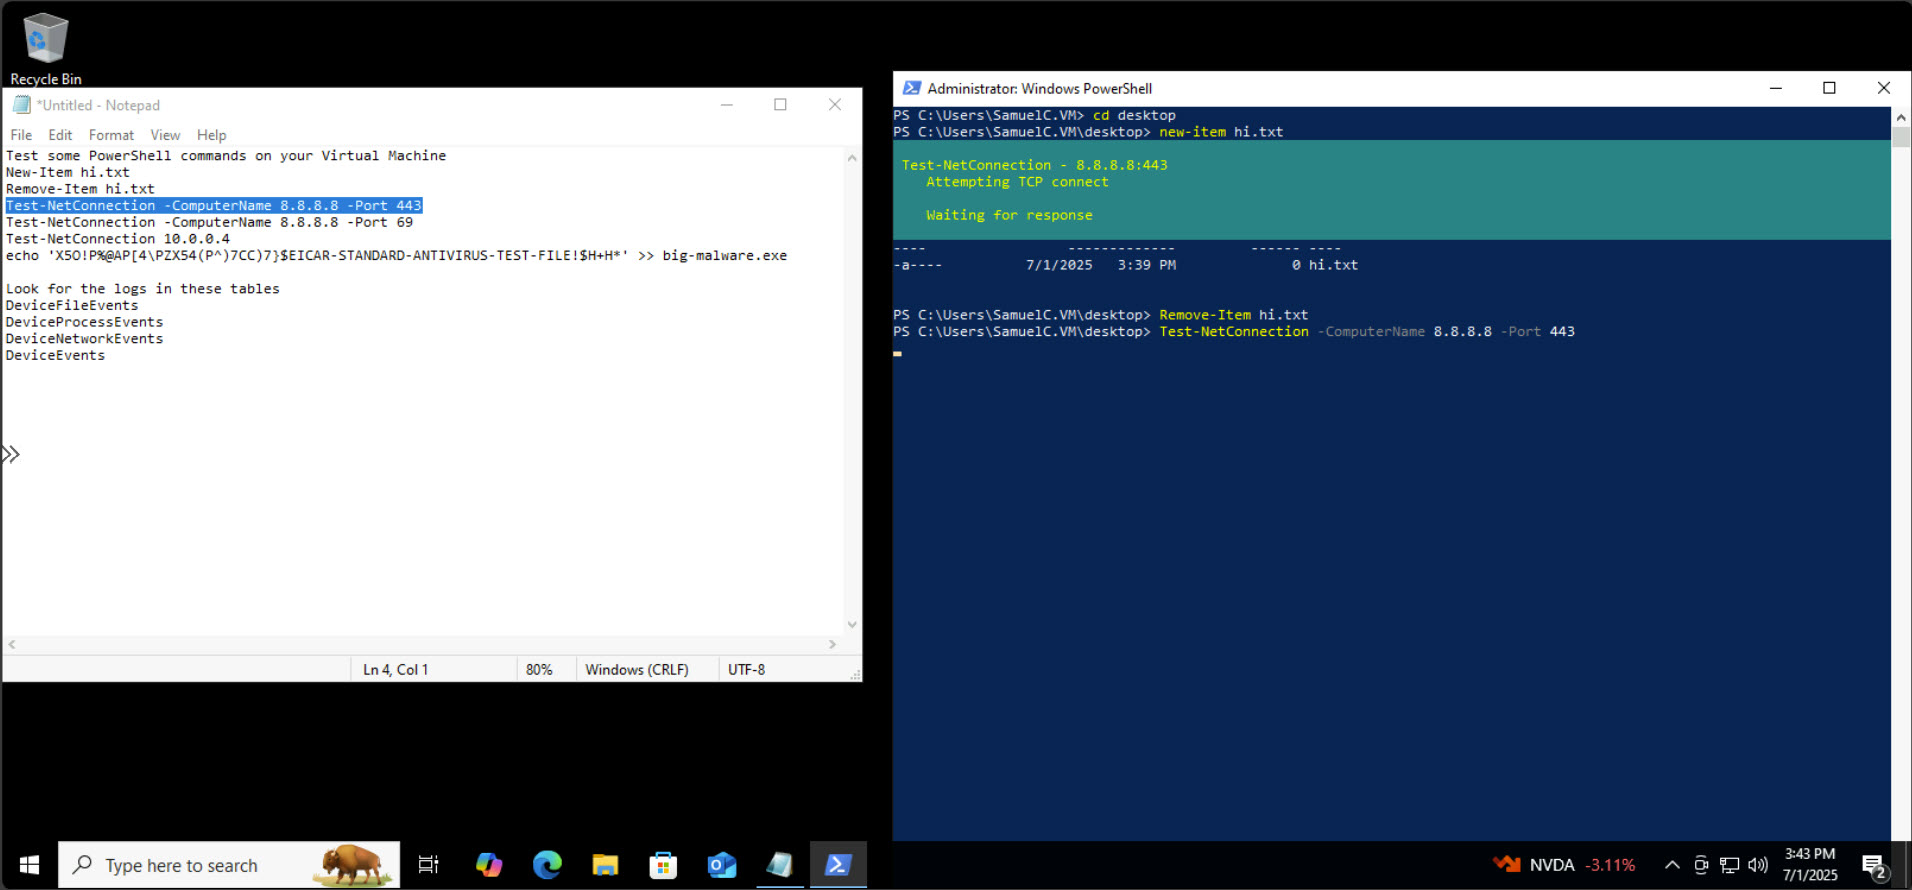 Recycle Bin
*Untitled - Notepad
File Edit Format View Help
Test some PowerShell commands on your Virtual Machine
New-Item hi.txt
Remove-Item hi.txt
Test-NetConnection -ComputerName 8.8.8.8 -Port 443
Test-NetConnection -ComputerName 8.8.8.8 -Port 69
Test-NetConnection 10.0.0.4
echo 'X5O!P%@AP[4\PZX54(P^)7CC)7}$EICAR-STANDARD-ANTIVIRUS-TEST-FILE!$H+H*' >> big-malware.exe
Look for the logs in these tables
DeviceFileEvents
DeviceProcessEvents
DeviceNetworkEvents
DeviceEvents
Ln 4, Col 1 80% Windows (CRLF) UTF-8
Administrator: Windows PowerShell
PS C:\Users\SamuelC.VM> cd desktop
PS C:\Users\SamuelC.VM\desktop> new-item hi.txt
Test-NetConnection - 8.8.8.8:443
Attempting TCP connect
Waiting for response
---- ------------- ------ ----
-a---- 7/1/2025 3:39 PM 0 hi.txt
PS C:\Users\SamuelC.VM\desktop> Remove-Item hi.txt
PS C:\Users\SamuelC.VM\desktop> Test-NetConnection -ComputerName 8.8.8.8 -Port 443
Type here to search
NVDA -3.11%
3:43 PM
7/1/2025
2